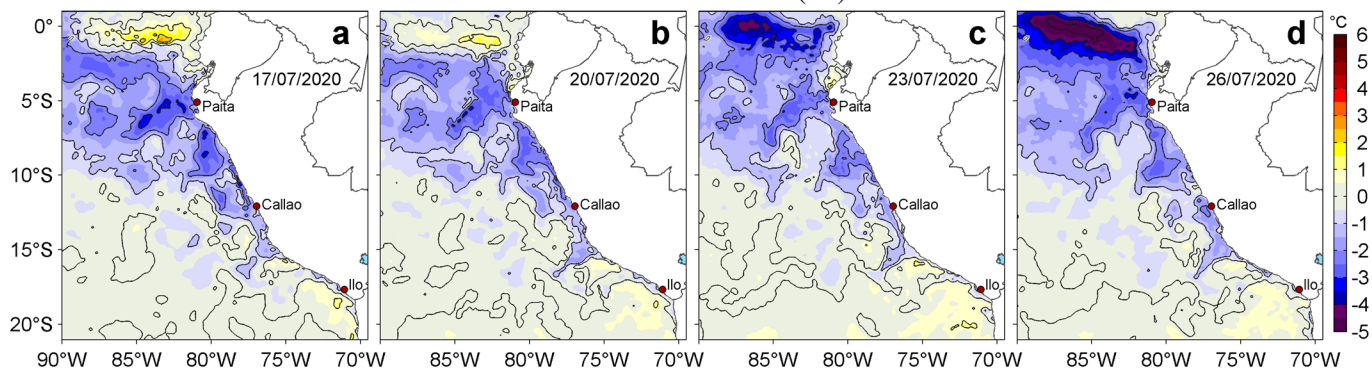 a
17/07/2020
Paita
Callao
Ilo
b
20/07/2020
Paita
Callao
Ilo
c
23/07/2020
Paita
Callao
Ilo
d
26/07/2020
Paita
Callao
Ilo
0°
5°S
10°S
15°S
20°S
90°W 85°W 80°W 75°W 70°W
85°W 80°W 75°W 70°W
85°W 80°W 75°W 70°W
85°W 80°W 75°W 70°W
°C
6
5
4
3
2
1
0
-1
-2
-3
-4
-5